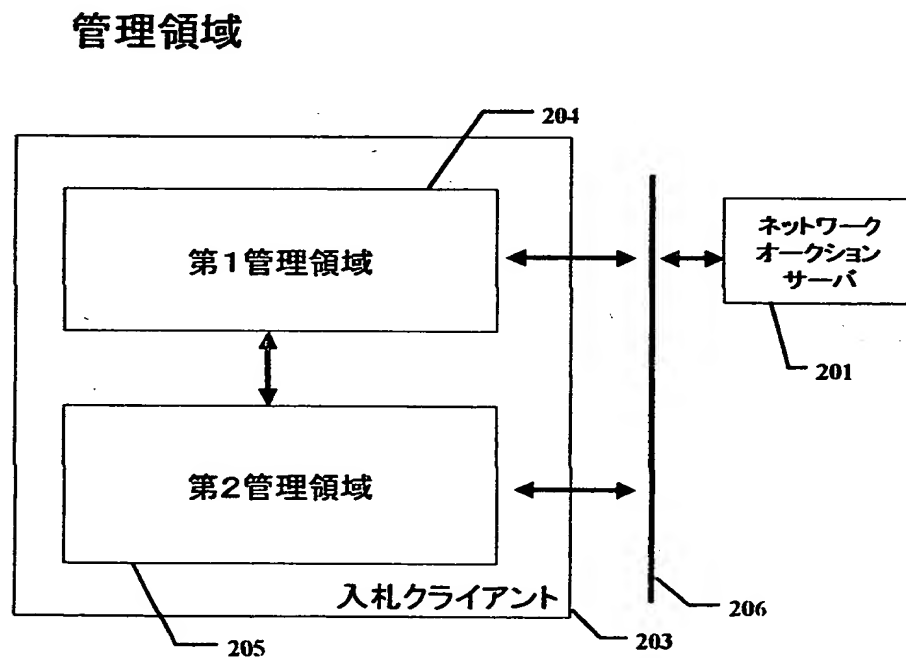 管理領域
204
第1管理領域
ネットワーク
オークション
サーバ
201
第2管理領域
入札クライアント
206
203
205